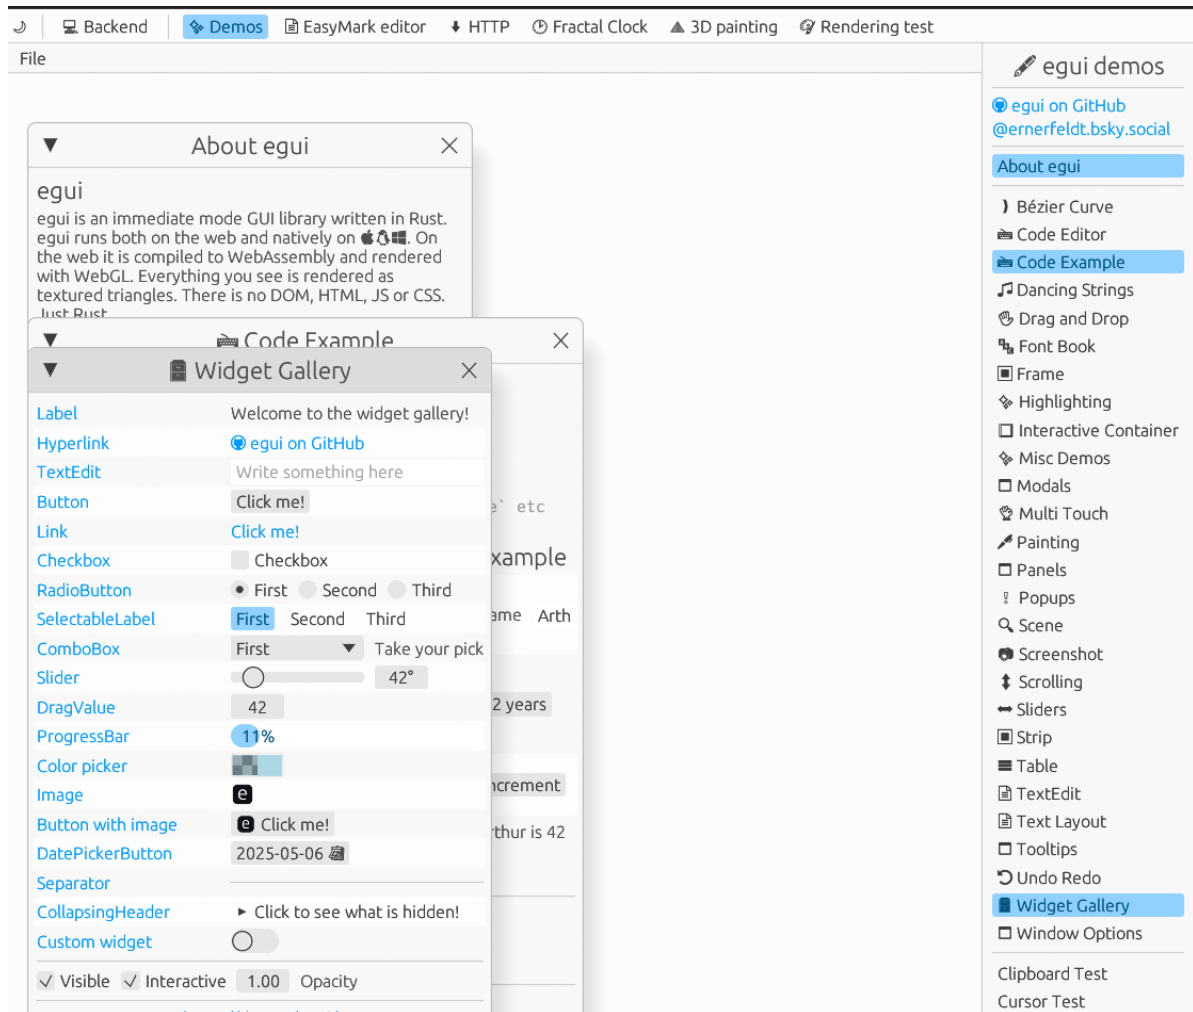 Backend Demos EasyMark editor HTTP Fractal Clock 3D painting Rendering test
File
About egui
egui
egui is an immediate mode GUI library written in Rust.
egui runs both on the web and natively on . On
the web it is compiled to WebAssembly and rendered
with WebGL. Everything you see is rendered as
textured triangles. There is no DOM, HTML, JS or CSS.
Just Rust
Code Example
e` etc
xample
ame Arth
2 years
ncrement
thur is 42
Widget Gallery
Label Welcome to the widget gallery!
Hyperlink egui on GitHub
TextEdit Write something here
Button Click me!
Link Click me!
Checkbox Checkbox
RadioButton First Second Third
SelectableLabel First Second Third
ComboBox First Take your pick
Slider 42°
DragValue 42
ProgressBar 11%
Color picker
Image e
Button with image e Click me!
DatePickerButton 2025-05-06
Separator
CollapsingHeader Click to see what is hidden!
Custom widget
Visible Interactive 1.00 Opacity
egui demos
egui on GitHub
@ernerfeldt.bsky.social
About egui
Bézier Curve
Code Editor
Code Example
Dancing Strings
Drag and Drop
Font Book
Frame
Highlighting
Interactive Container
Misc Demos
Modals
Multi Touch
Painting
Panels
Popups
Scene
Screenshot
Scrolling
Sliders
Strip
Table
TextEdit
Text Layout
Tooltips
Undo Redo
Widget Gallery
Window Options
Clipboard Test
Cursor Test